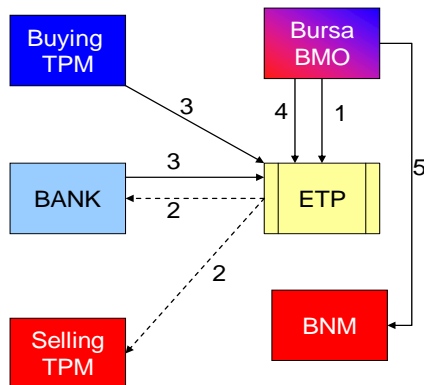 Buying
TPM
Bursa
BMO
3
4
1
3
5
BANK
ETP
2
2
Selling
TPM
BNM